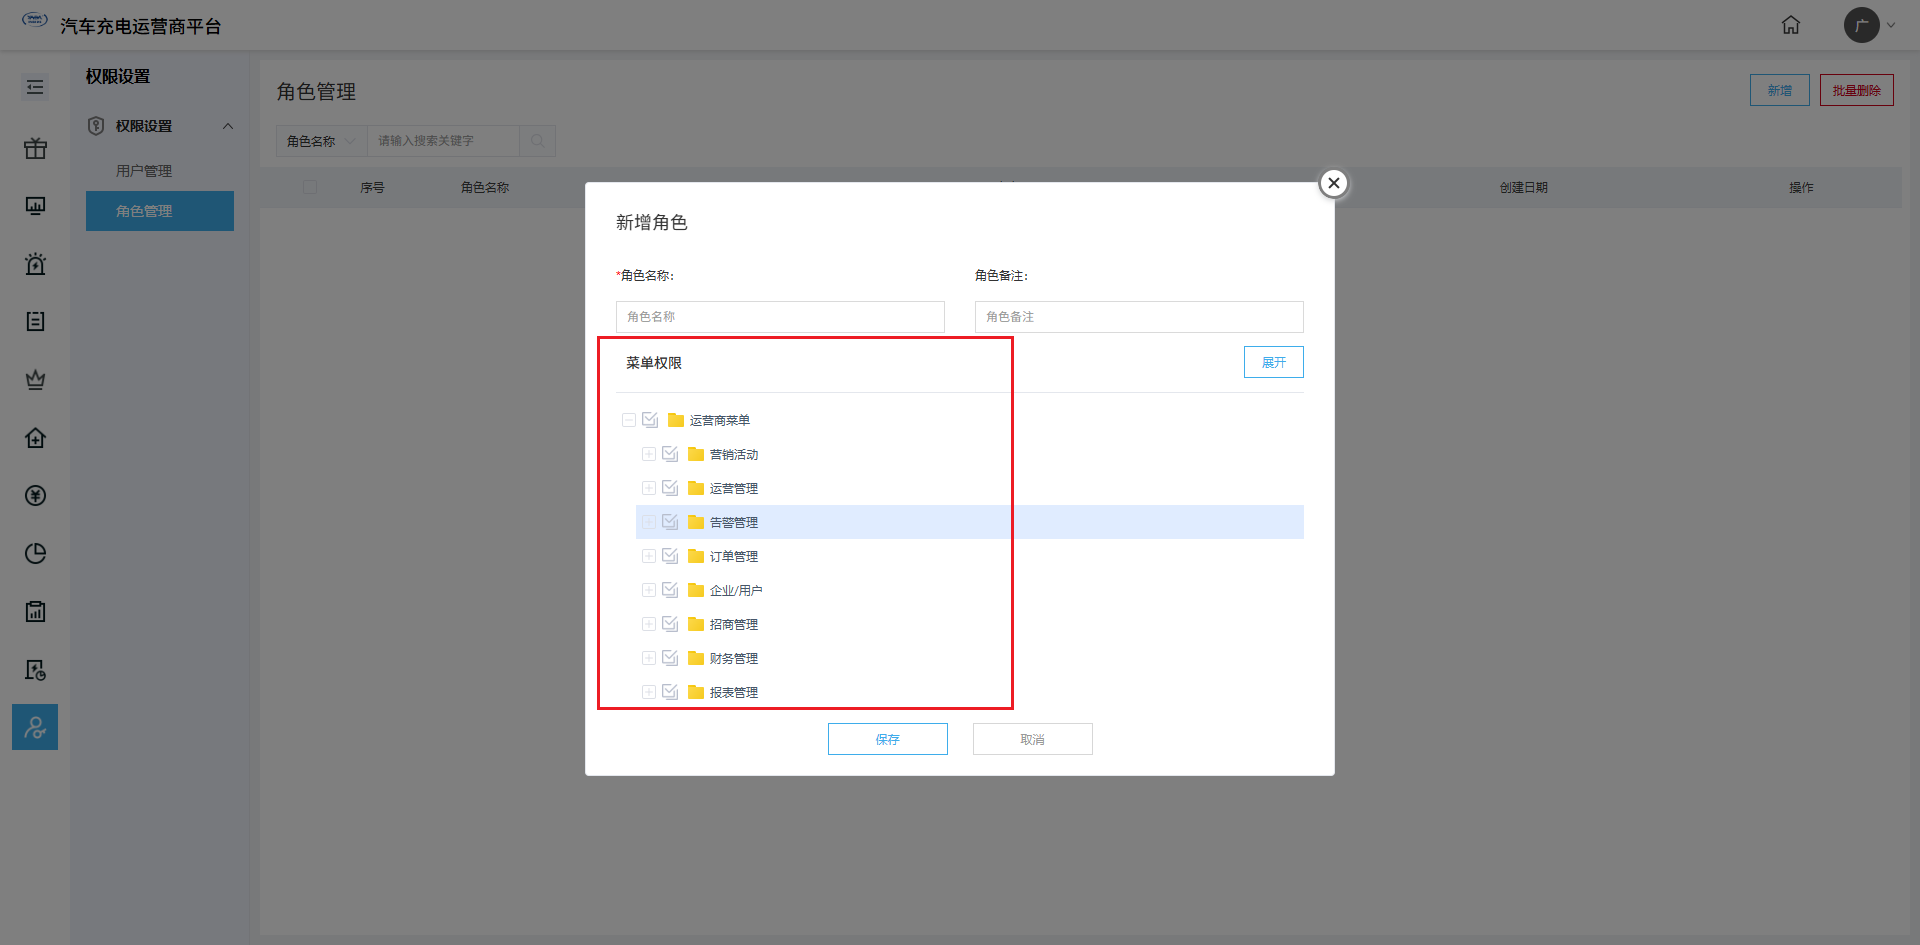 汽车充电运营商平台
广
权限设置
权限设置
用户管理
角色管理
角色管理
新增
批量删除
角色名称
请输入搜索关键字
序号
角色名称
创建日期
操作
新增角色
*角色名称:
角色备注:
角色名称
角色备注
菜单权限
展开
运营商菜单
营销活动
运营管理
告警管理
订单管理
企业/用户
招商管理
财务管理
报表管理
保存
取消